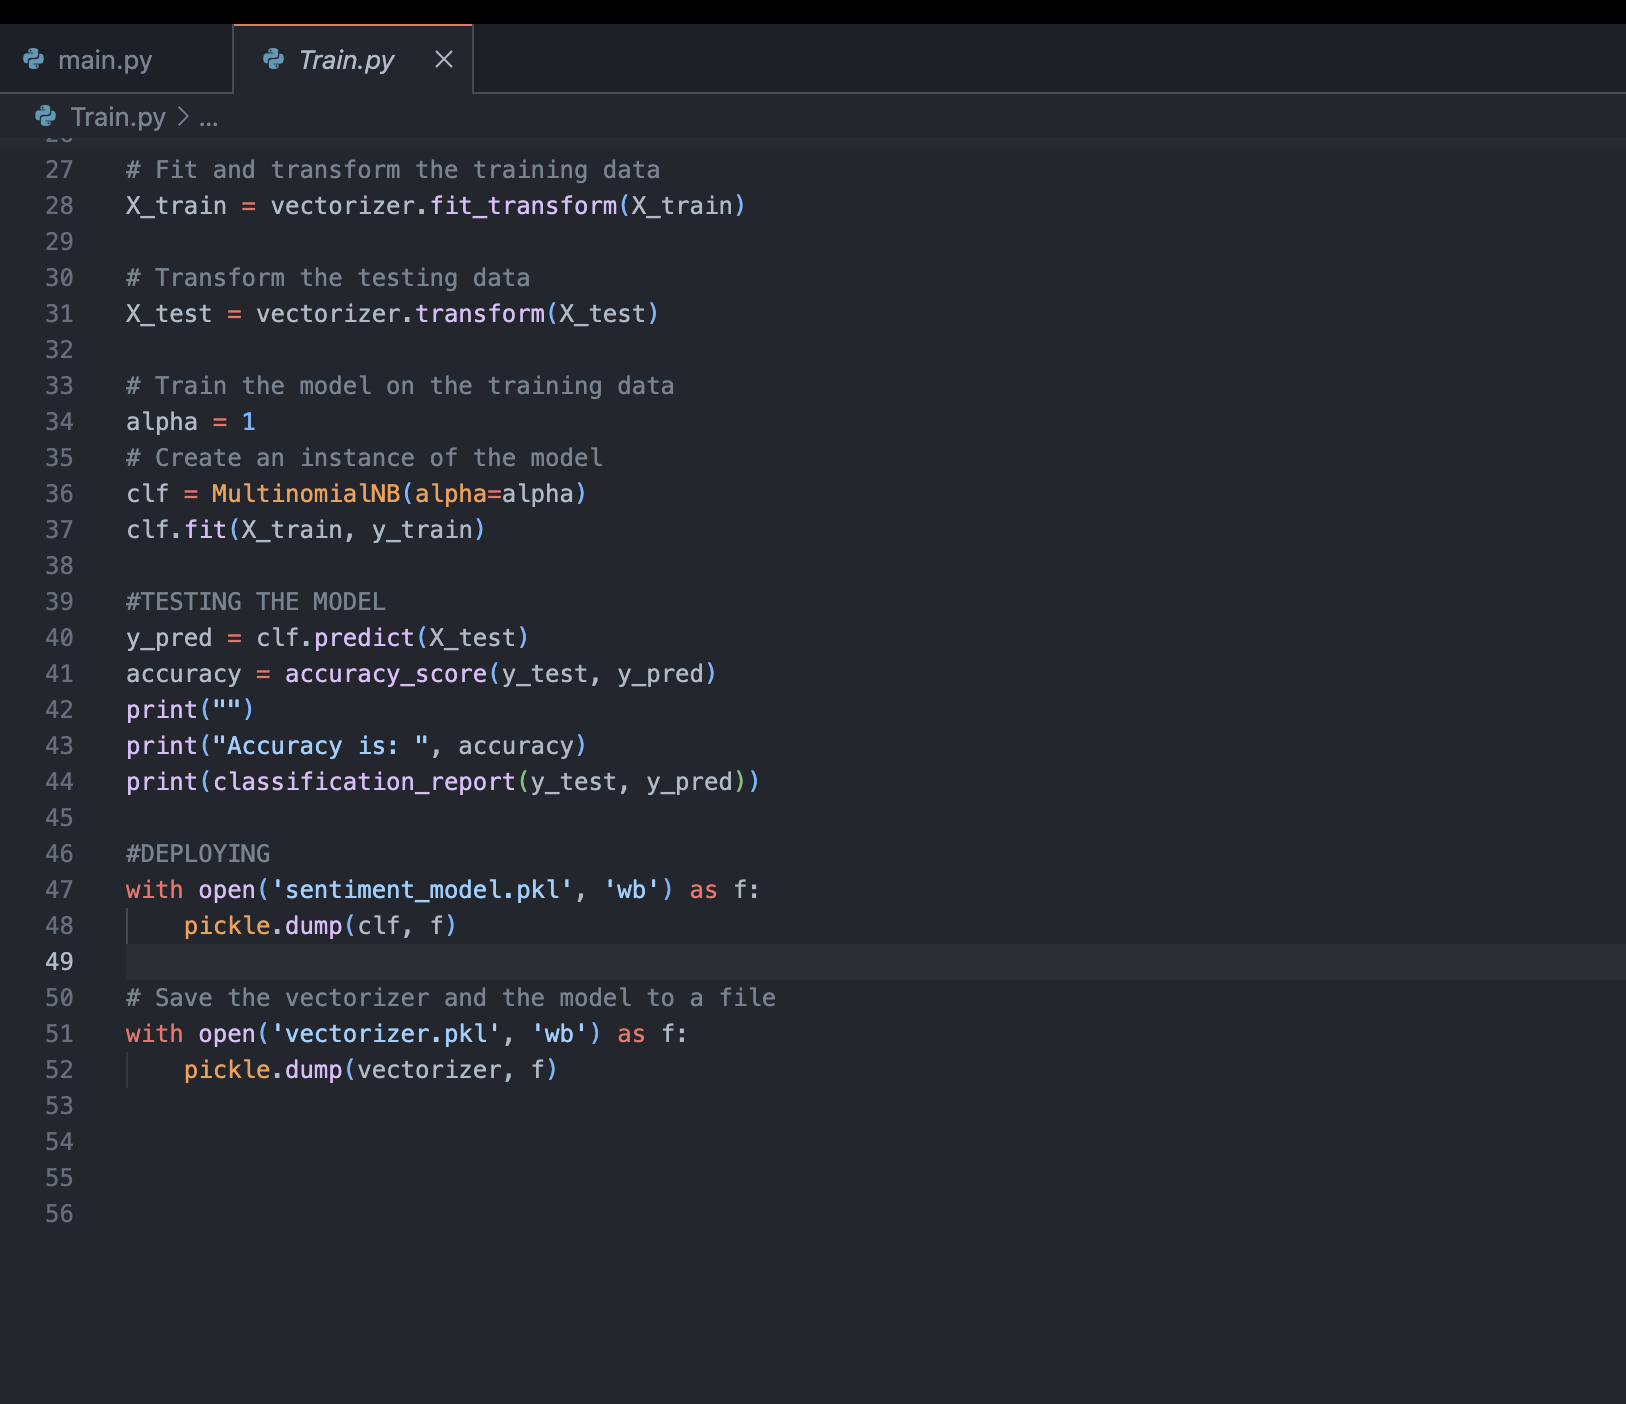 main.py
Train.py
Train.py > ...
27 # Fit and transform the training data
28 X_train = vectorizer.fit_transform(X_train)
29
30 # Transform the testing data
31 X_test = vectorizer.transform(X_test)
32
33 # Train the model on the training data
34 alpha = 1
35 # Create an instance of the model
36 clf = MultinomialNB(alpha=alpha)
37 clf.fit(X_train, y_train)
38
39 #TESTING THE MODEL
40 y_pred = clf.predict(X_test)
41 accuracy = accuracy_score(y_test, y_pred)
42 print("")
43 print("Accuracy is: ", accuracy)
44 print(classification_report(y_test, y_pred))
45
46 #DEPLOYING
47 with open('sentiment_model.pkl', 'wb') as f:
48     pickle.dump(clf, f)
49
50 # Save the vectorizer and the model to a file
51 with open('vectorizer.pkl', 'wb') as f:
52     pickle.dump(vectorizer, f)
53
54
55
56